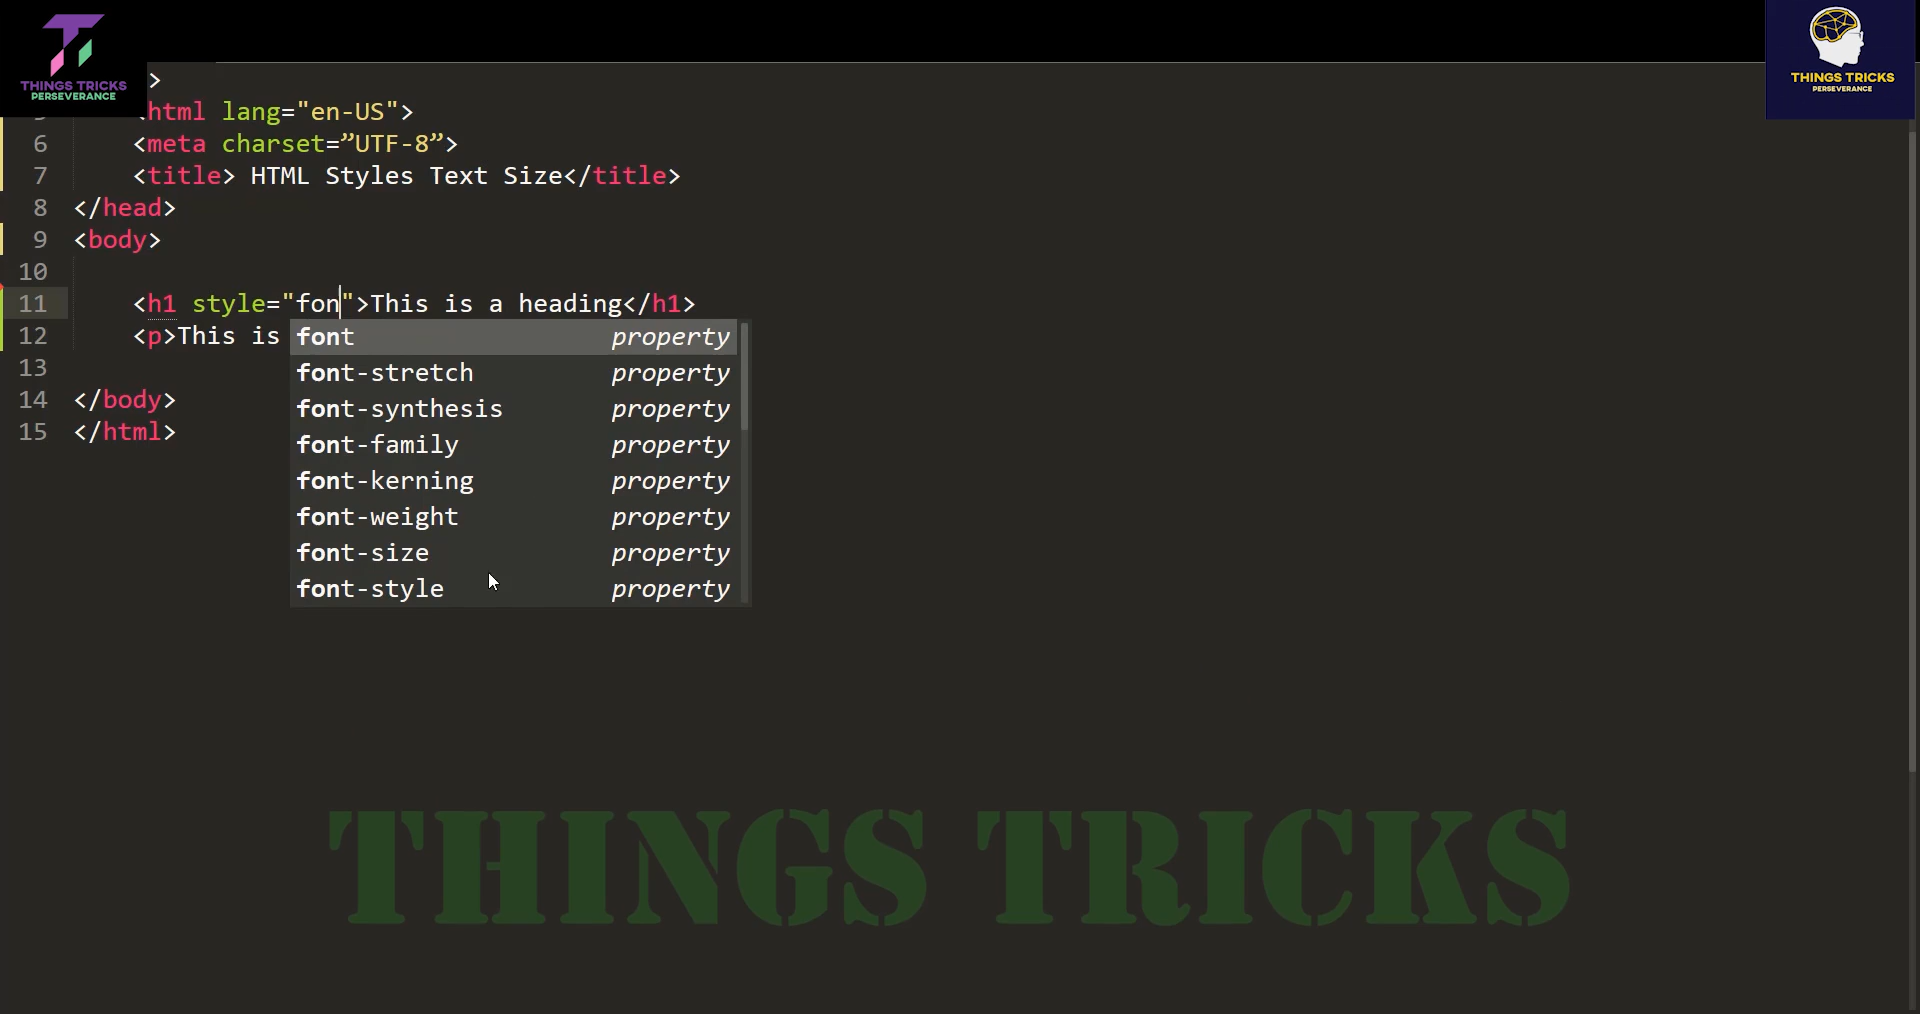 THINGS TRICKS
PERSEVERANCE
THINGS TRICKS
PERSEVERANCE
>
<html lang="en-US">
6 <meta charset=”UTF-8”>
7 <title> HTML Styles Text Size</title>
8 </head>
9 <body>
10
11 <h1 style="fon">This is a heading</h1>
12 <p>This is
font property
font-stretch property
font-synthesis property
font-family property
font-kerning property
font-weight property
font-size property
font-style property
13
14 </body>
15 </html>
THINGS TRICKS